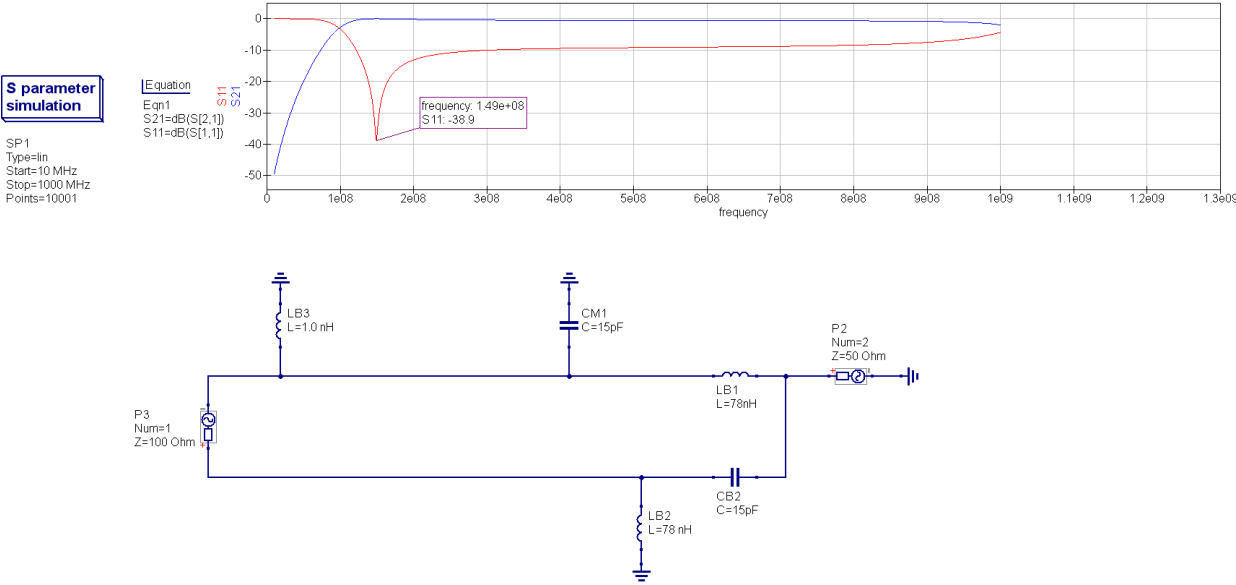 0
-10
-20
-30
-40
-50
S11
S21
frequency: 1.49e+08
S11: -38.9
0 1e08 2e08 3e08 4e08 5e08 6e08 7e08 8e08 9e08 1e09 1.1e09 1.2e09 1.3e09
frequency
S parameter
simulation
SP1
Type=lin
Start=10 MHz
Stop=1000 MHz
Points=10001
Equation
Eqn1
S21=dB(S[2,1])
S11=dB(S[1,1])
LB3
L=1.0 nH
CM1
C=15pF
P2
Num=2
Z=50 Ohm
LB1
L=78nH
P3
Num=1
Z=100 Ohm
CB2
C=15pF
LB2
L=78 nH